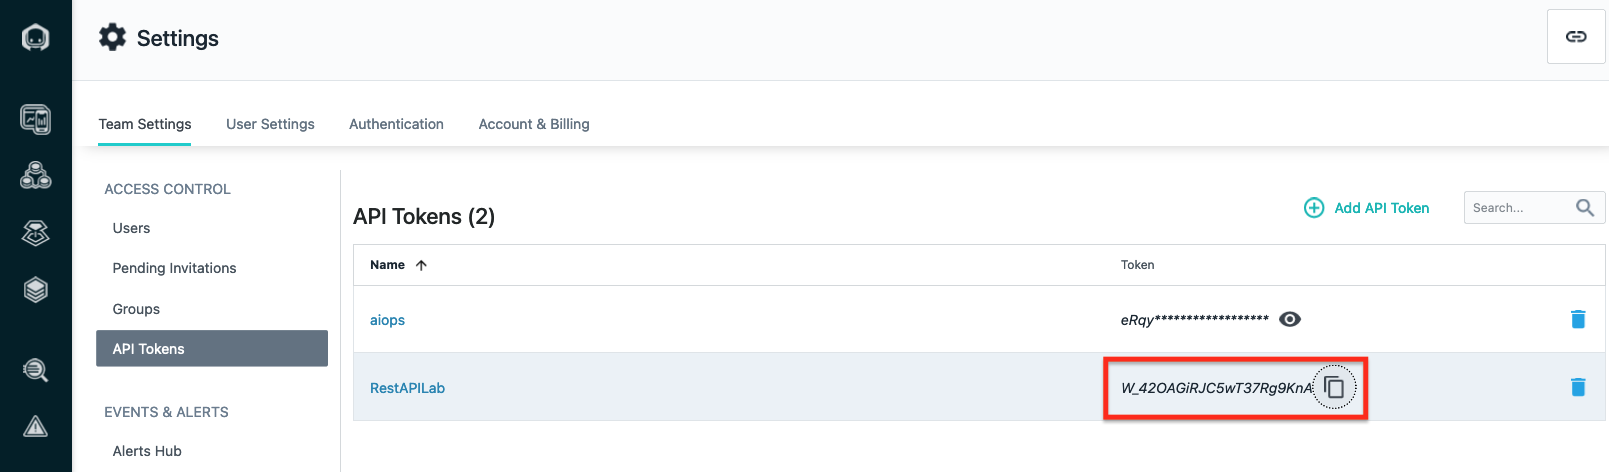 Settings
Team Settings User Settings Authentication Account & Billing
ACCESS CONTROL
Users
Pending Invitations
Groups
API Tokens
EVENTS & ALERTS
Alerts Hub
API Tokens (2)
Add API Token
Search...
Name Token
aiops eRqy******************
RestAPILab W_42OAGiRJC5wT37Rg9KnA